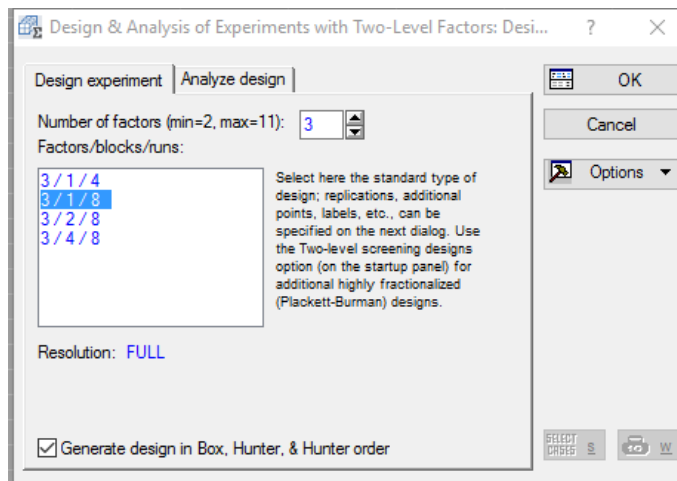 Design & Analysis of Experiments with Two-Level Factors: Desi... ? ×
Design experiment
Analyze design
Number of factors (min=2, max=11): 3
Factors/blocks/runs:
3 / 1 / 4
3 / 1 / 8
3 / 2 / 8
3 / 4 / 8
Select here the standard type of
design; replications, additional
points, labels, etc., can be
specified on the next dialog. Use
the Two-level screening designs
option (on the startup panel) for
additional highly fractionalized
(Plackett-Burman) designs.
Resolution: FULL
Generate design in Box, Hunter, & Hunter order
OK
Cancel
Options
SELECT
CASES S
W